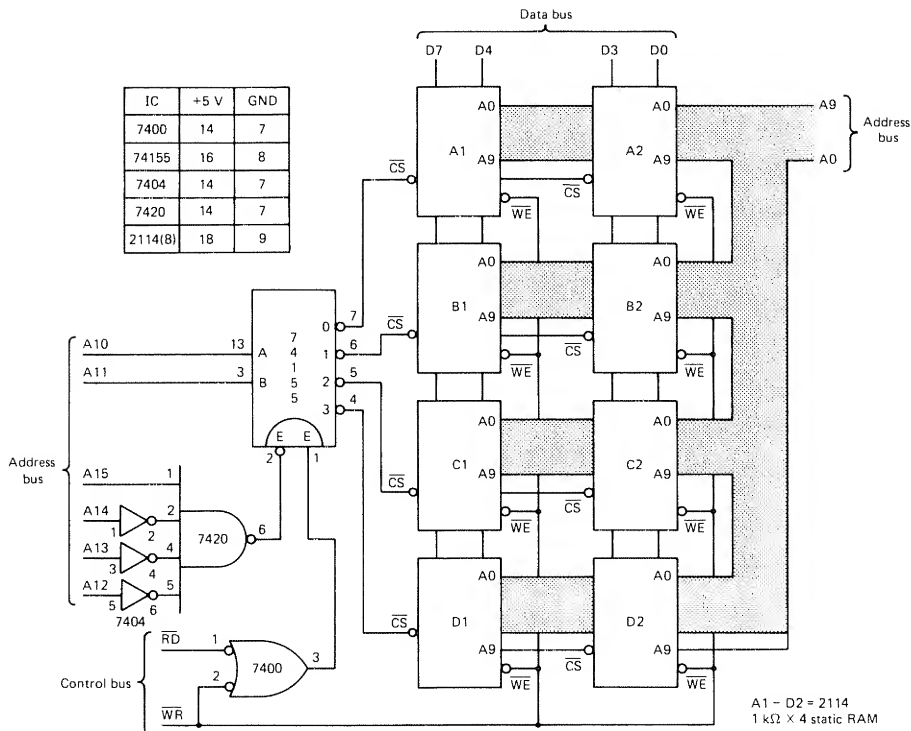 Data bus
D7 D4 D3 D0
IC +5 V GND
7400 14 7
74155 16 8
7404 14 7
7420 14 7
2114(8) 18 9
A0 A0 A9
Address bus
A1 A2
A9 A9 A0
CS CS
WE WE
A0 A0
B1 B2
A9 A9
CS CS
WE WE
A0 A0
C1 C2
A9 A9
CS CS
WE WE
A0 A0
D1 D2
A9 A9
CS CS
WE WE
0 7
A10 13 A 74155 1 6
A11 3 B 2 5
3 4
E E
2 1
Address bus
A15 1
A14 1 2 2
7420 6
A13 3 4 4
A12 5 6 5
7404
Control bus
RD 1
7400 3
2
WR
A1 – D2 = 2114
1 kΩ × 4 static RAM